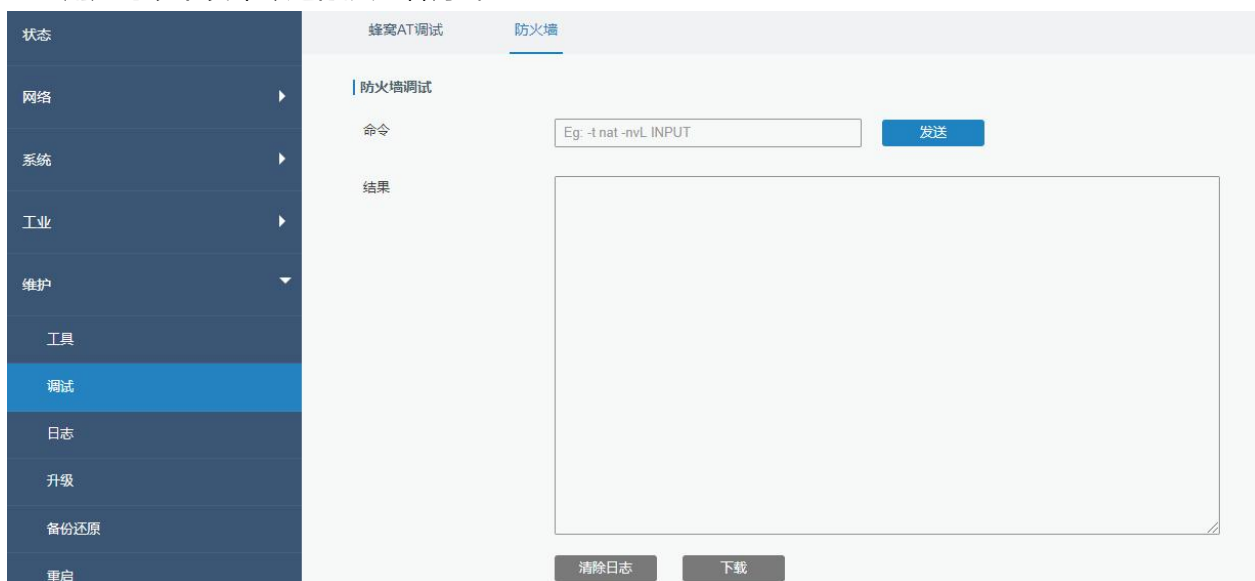 状态
网络
系统
工业
维护
工具
调试
日志
升级
备份还原
重启
蜂窝AT调试 防火墙
防火墙调试
命令 Eg: -t nat -nvL INPUT 发送
结果
清除日志 下载